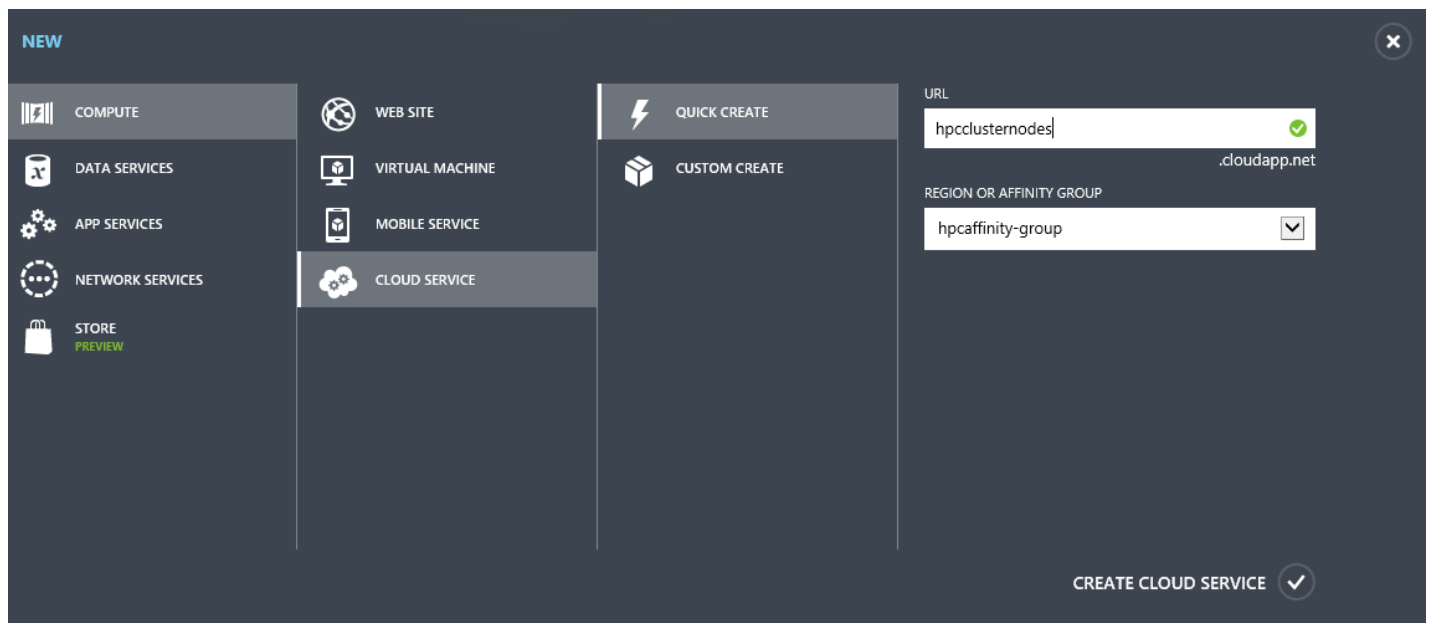 NEW
COMPUTE
DATA SERVICES
APP SERVICES
NETWORK SERVICES
STORE
PREVIEW
WEB SITE
VIRTUAL MACHINE
MOBILE SERVICE
CLOUD SERVICE
QUICK CREATE
CUSTOM CREATE
URL
hpcclusternodes
.cloudapp.net
REGION OR AFFINITY GROUP
hpcaffinity-group
CREATE CLOUD SERVICE